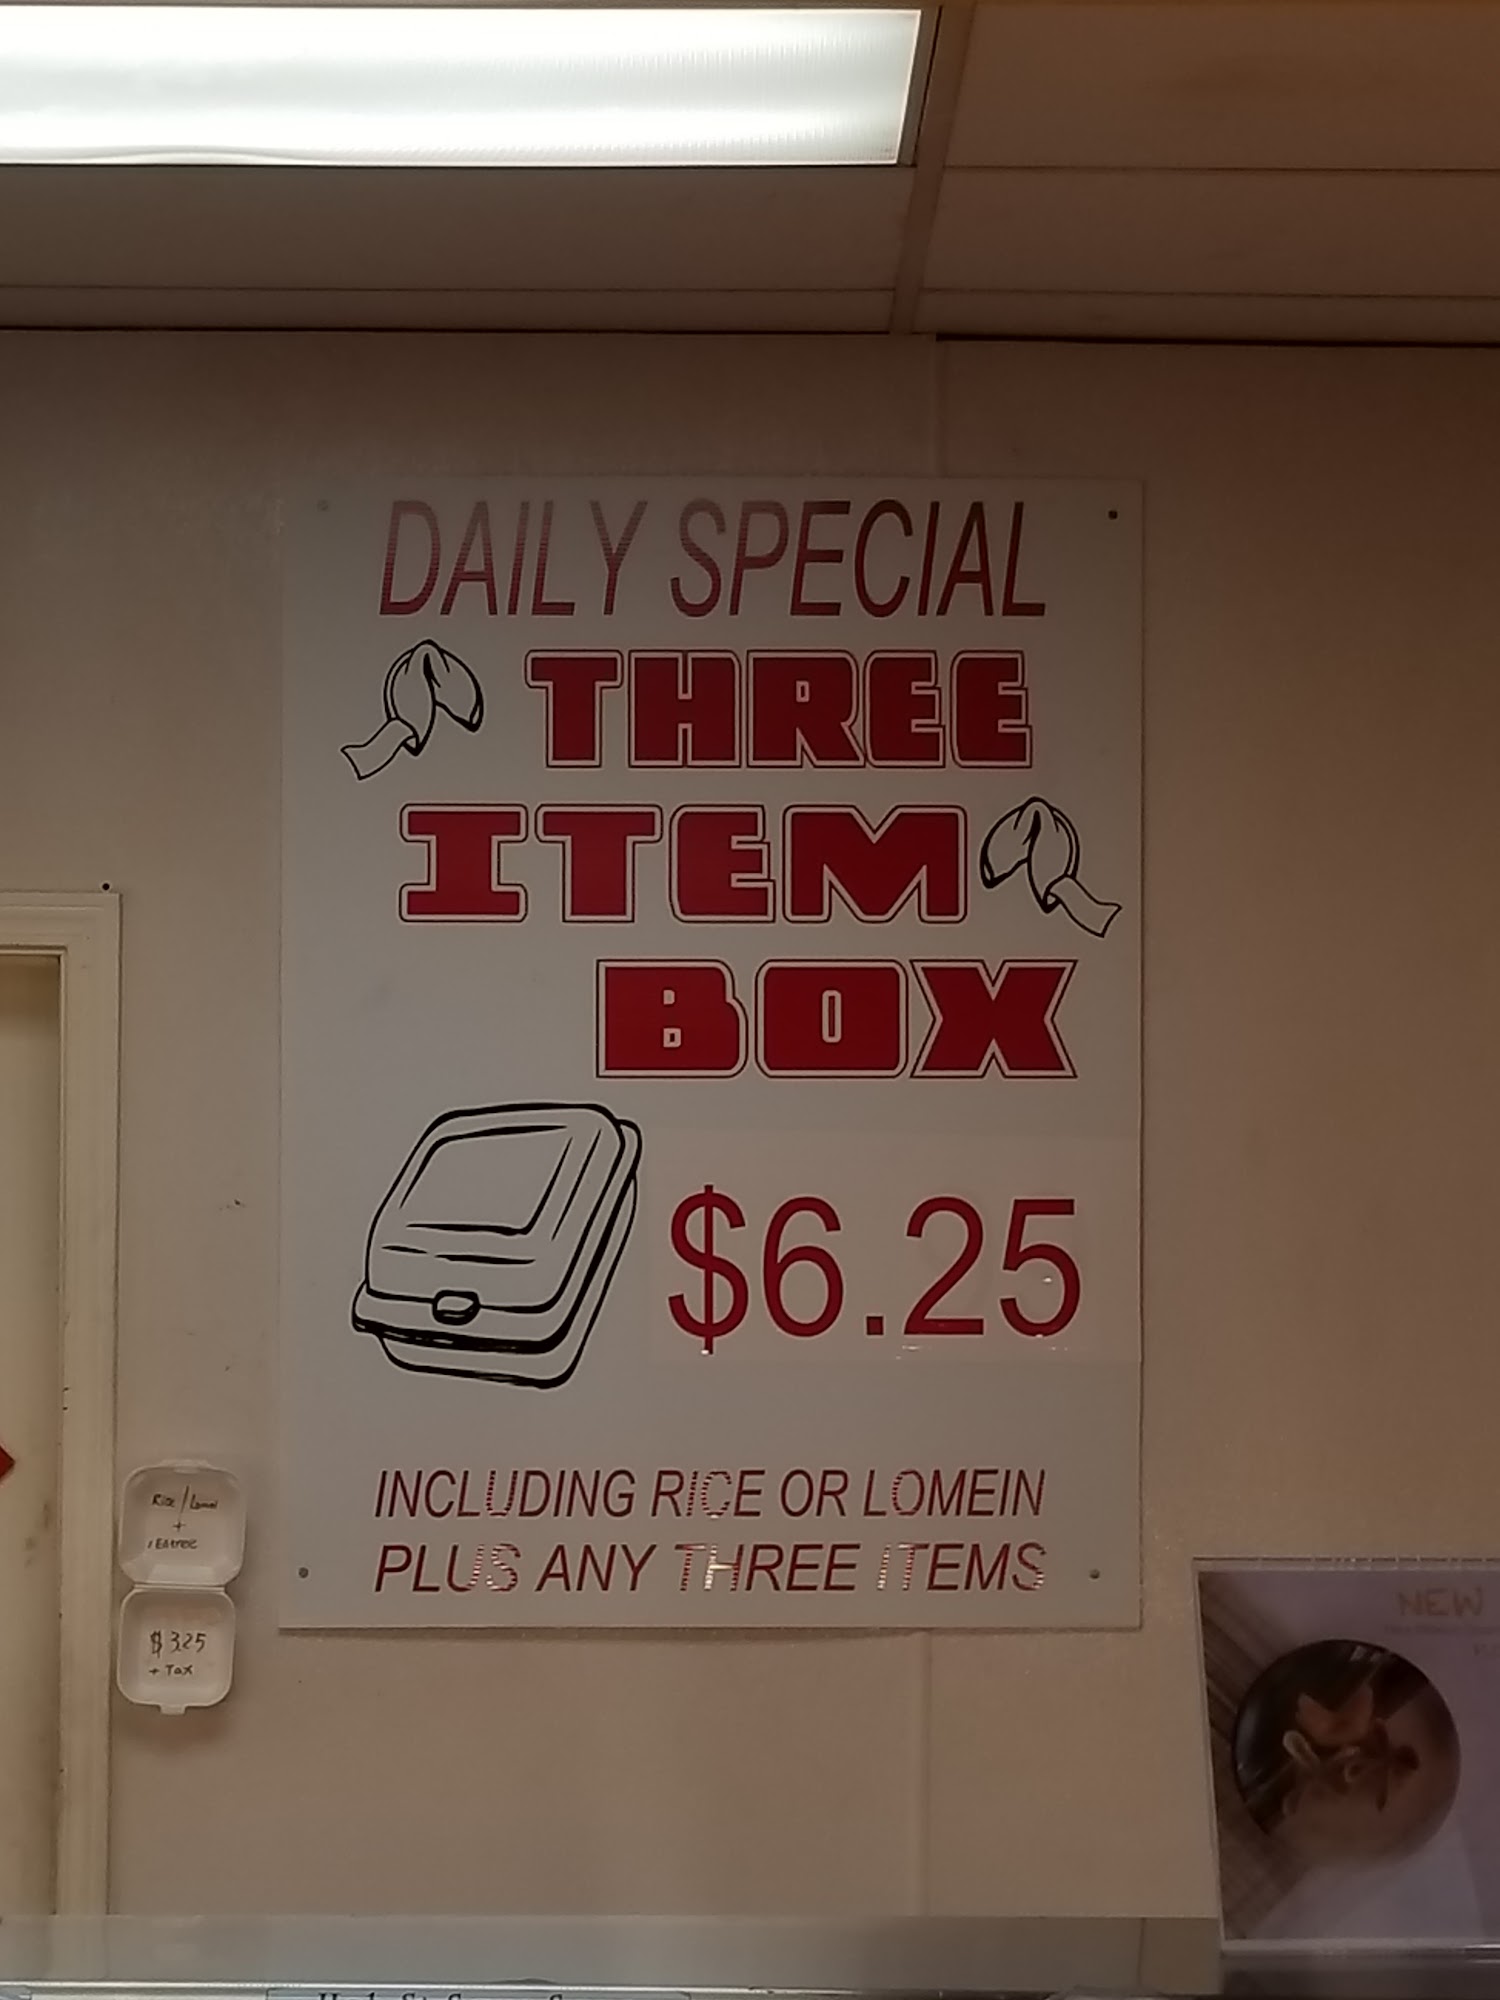 DAILY SPECIAL
THREE
ITEM
BOX
$6.25
INCLUDING RICE OR LOMEIN
PLUS ANY THREE ITEMS
Rice / Lomei
+
1 Entree
$3.25
+ Tax
NEW